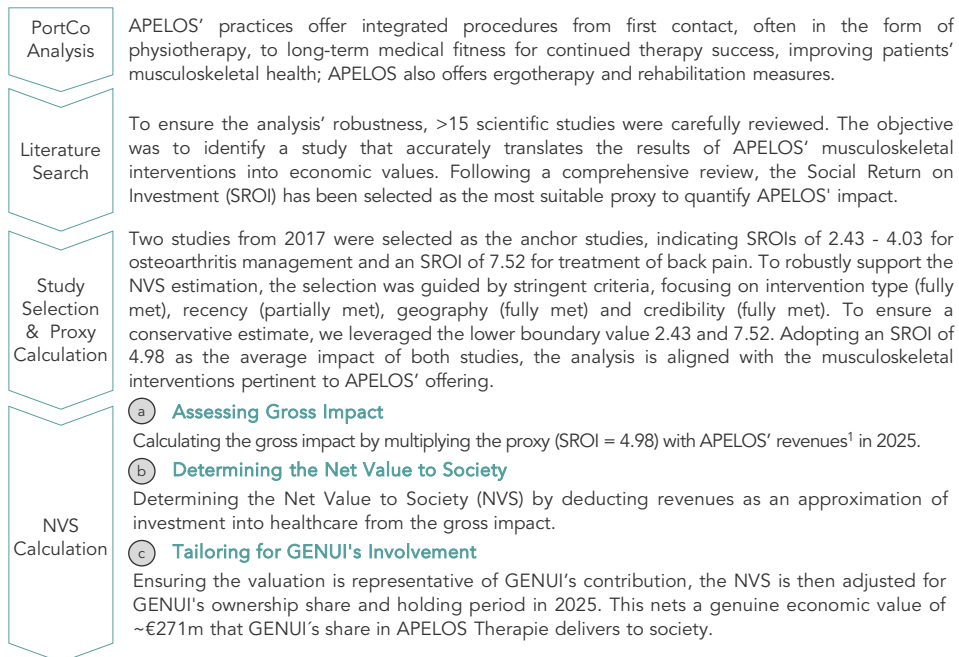 PortCo
Analysis
APELOS’ practices offer integrated procedures from first contact, often in the form of
physiotherapy, to long-term medical fitness for continued therapy success, improving patients’
musculoskeletal health; APELOS also offers ergotherapy and rehabilitation measures.
Literature
Search
To ensure the analysis’ robustness, >15 scientific studies were carefully reviewed. The objective
was to identify a study that accurately translates the results of APELOS’ musculoskeletal
interventions into economic values. Following a comprehensive review, the Social Return on
Investment (SROI) has been selected as the most suitable proxy to quantify APELOS' impact.
Study
Selection
& Proxy
Calculation
Two studies from 2017 were selected as the anchor studies, indicating SROIs of 2.43 - 4.03 for
osteoarthritis management and an SROI of 7.52 for treatment of back pain. To robustly support the
NVS estimation, the selection was guided by stringent criteria, focusing on intervention type (fully
met), recency (partially met), geography (fully met) and credibility (fully met). To ensure a
conservative estimate, we leveraged the lower boundary value 2.43 and 7.52. Adopting an SROI of
4.98 as the average impact of both studies, the analysis is aligned with the musculoskeletal
interventions pertinent to APELOS’ offering.
NVS
Calculation
a Assessing Gross Impact
Calculating the gross impact by multiplying the proxy (SROI = 4.98) with APELOS’ revenues¹ in 2025.
b Determining the Net Value to Society
Determining the Net Value to Society (NVS) by deducting revenues as an approximation of
investment into healthcare from the gross impact.
c Tailoring for GENUI's Involvement
Ensuring the valuation is representative of GENUI’s contribution, the NVS is then adjusted for
GENUI's ownership share and holding period in 2025. This nets a genuine economic value of
~€271m that GENUI´s share in APELOS Therapie delivers to society.